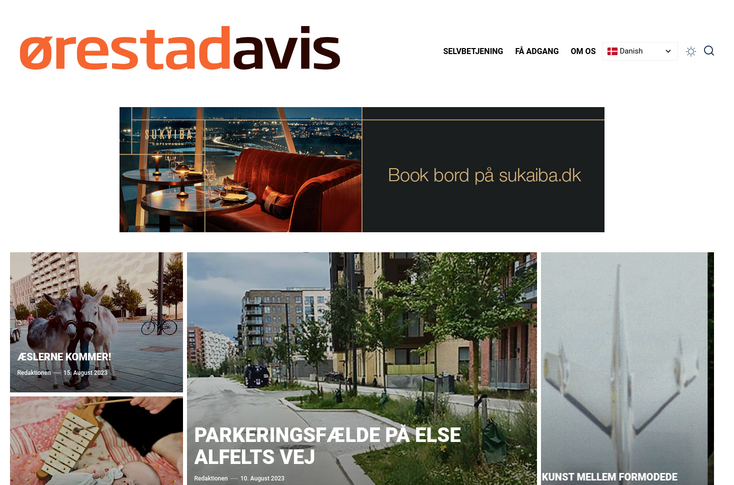 ørestadavis
SELVBETJENING FÅ ADGANG OM OS Danish
SUKAIBA
Book bord på sukaiba.dk
ÆSLERNE KOMMER!
Redaktionen — 15. August 2023
PARKERINGSFÆLDE PÅ ELSE
ALFELTS VEJ
Redaktionen — 10. August 2023
KUNST MELLEM FORMODEDE